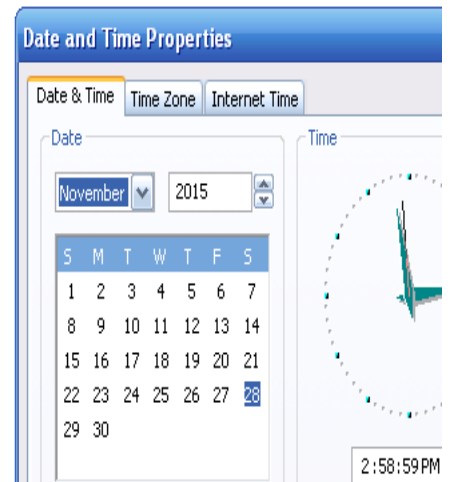 Date and Time Properties
Date & Time Time Zone Internet Time
Date Time
November 2015
S M T W T F S
1 2 3 4 5 6 7
8 9 10 11 12 13 14
15 16 17 18 19 20 21
22 23 24 25 26 27 28
29 30
2:58:59 PM